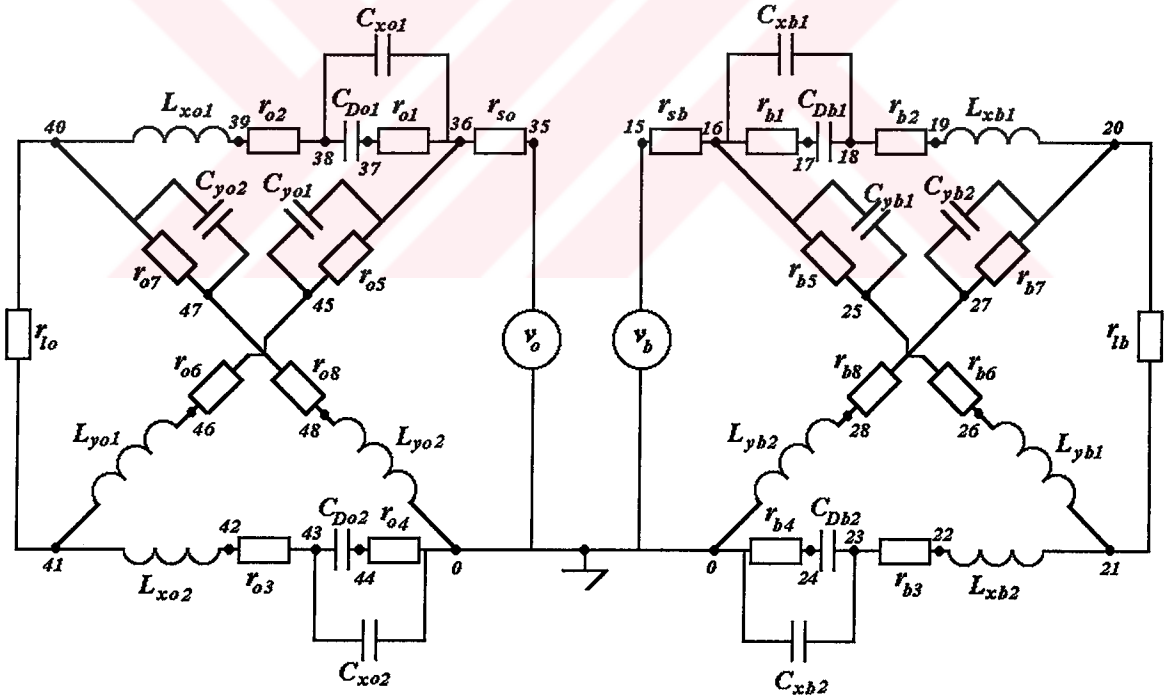 C_xo1
C_xb1
L_xo1
r_o2
C_Do1
r_o1
r_so
r_sb
r_b1
C_Db1
r_b2
L_xb1
40
39
38
37
36
35
15
16
17
18
19
20
C_yo2
C_yo1
C_yb1
C_yb2
r_o7
r_o5
r_b5
r_b7
47
45
25
27
r_lo
v_o
v_b
r_lb
r_o6
r_o8
r_b8
r_b6
46
48
28
26
L_yo1
L_yo2
L_yb2
L_yb1
C_Do2
r_o4
r_b4
C_Db2
42
43
23
22
41
44
0
0
24
21
L_xo2
r_o3
r_b3
L_xb2
C_xo2
C_xb2